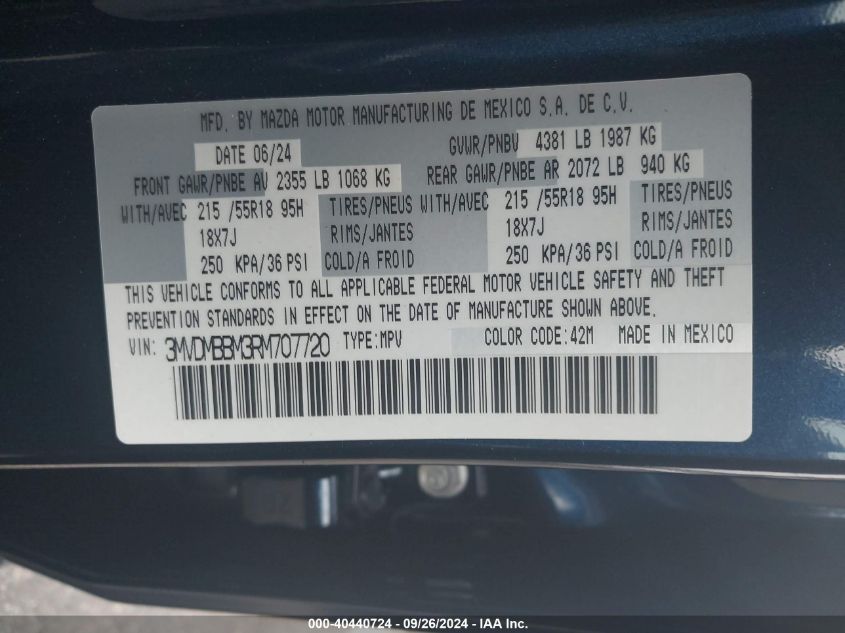 MFD. BY MAZDA MOTOR MANUFACTURING DE MEXICO S.A. DE C.V.
DATE 06/24 GVWR/PNBV 4381 LB 1987 KG
FRONT GAWR/PNBE AV 2355 LB 1068 KG REAR GAWR/PNBE AR 2072 LB 940 KG
WITH/AVEC 215 /55R18 95H TIRES/PNEUS WITH/AVEC 215 /55R18 95H TIRES/PNEUS
18X7J RIMS/JANTES 18X7J RIMS/JANTES
250 KPA/36 PSI COLD/A FROID 250 KPA/36 PSI COLD/A FROID
THIS VEHICLE CONFORMS TO ALL APPLICABLE FEDERAL MOTOR VEHICLE SAFETY AND THEFT
PREVENTION STANDARDS IN EFFECT ON THE DATE OF MANUFACTURE SHOWN ABOVE.
VIN: 3MVDMBBM3RM707720 TYPE:MPV COLOR CODE:42M MADE IN MEXICO
000-40440724 - 09/26/2024 - IAA Inc.